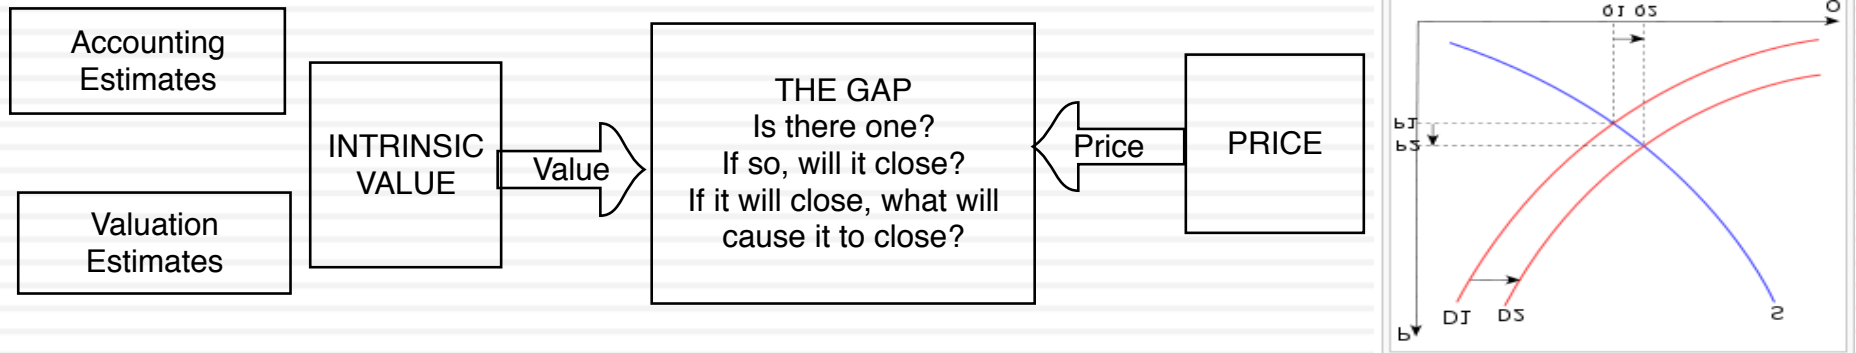 Accounting
Estimates
Valuation
Estimates
INTRINSIC
VALUE
Value
THE GAP
Is there one?
If so, will it close?
If it will close, what will
cause it to close?
Price
PRICE
Q1 Q2
Q
P1
P2
D1 D2
S
P